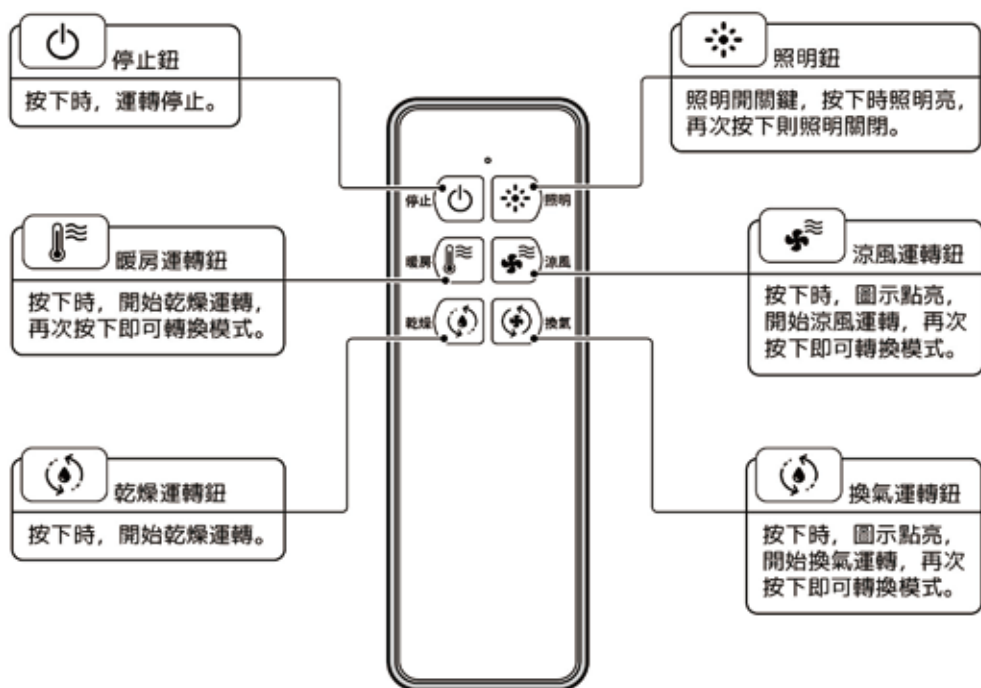 停止鈕
按下時，運轉停止。
照明鈕
照明開關鍵，按下時照明亮，
再次按下則照明關閉。
停止
照明
暖房運轉鈕
按下時，開始乾燥運轉，
再次按下即可轉換模式。
暖房
涼風
涼風運轉鈕
按下時，圖示點亮，
開始涼風運轉，再次
按下即可轉換模式。
乾燥
換氣
乾燥運轉鈕
按下時，開始乾燥運轉。
換氣運轉鈕
按下時，圖示點亮，
開始換氣運轉，再次
按下即可轉換模式。